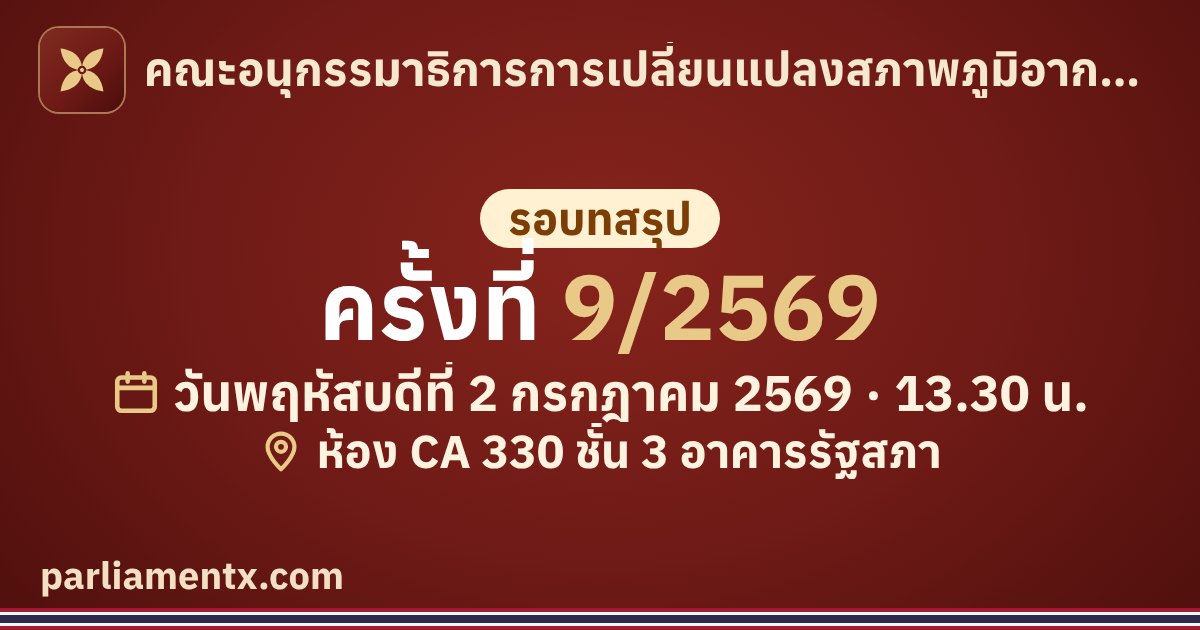 คณะอนุกรรมาธิการการเปลี่ยนแปลงสภาพภูมิอาก...
รอบทสรุป
ครั้งที่ 9/2569
วันพฤหัสบดีที่ 2 กรกฎาคม 2569 · 13.30 น.
ห้อง CA 330 ชั้น 3 อาคารรัฐสภา
parliamentx.com